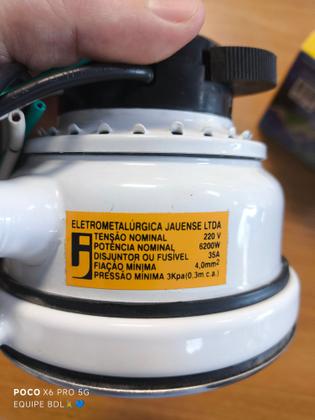 ELETROMETALÚRGICA JAUENSE LTDA
TENSÃO NOMINAL 220 V
POTÊNCIA NOMINAL 6200W
DISJUNTOR OU FUSÍVEL 35A
FIAÇÃO MÍNIMA 4,0mm²
PRESSÃO MÍNIMA 3Kpa(0.3m.c.a.)
POCO X6 PRO 5G
EQUIPE BDL